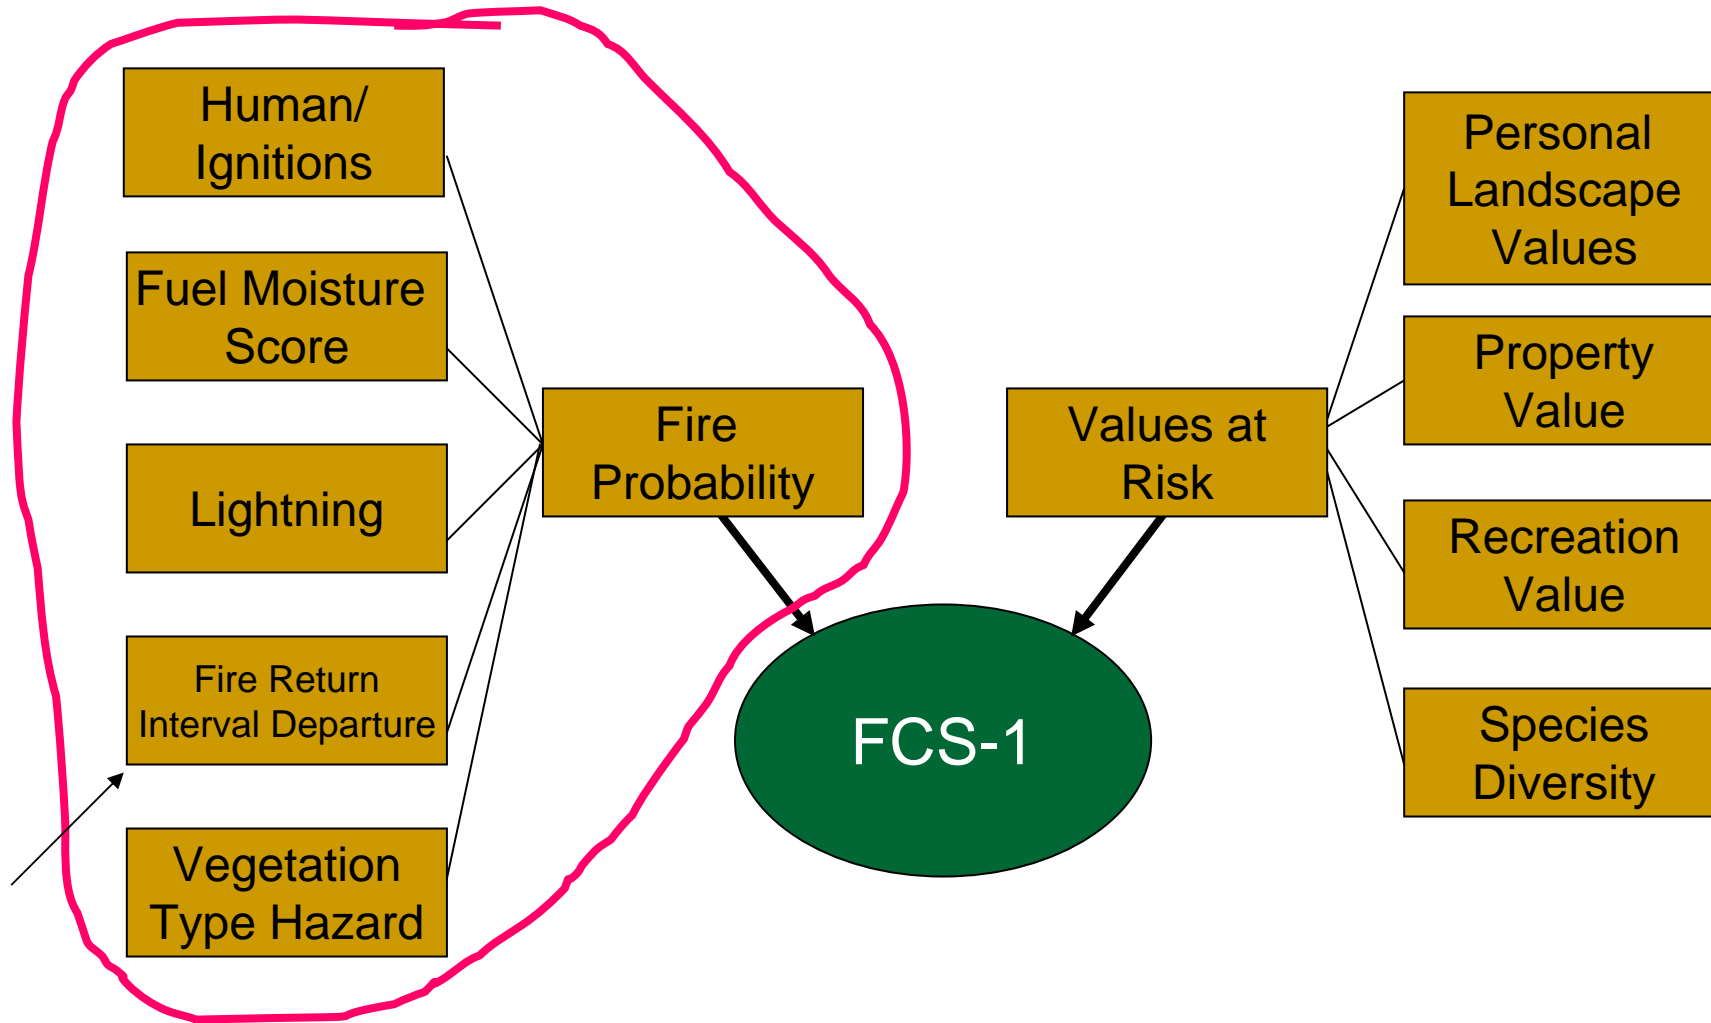 Human/
Ignitions
Fuel Moisture
Score
Lightning
Fire Return
Interval Departure
Vegetation
Type Hazard
Fire
Probability
FCS-1
Values at
Risk
Personal
Landscape
Values
Property
Value
Recreation
Value
Species
Diversity